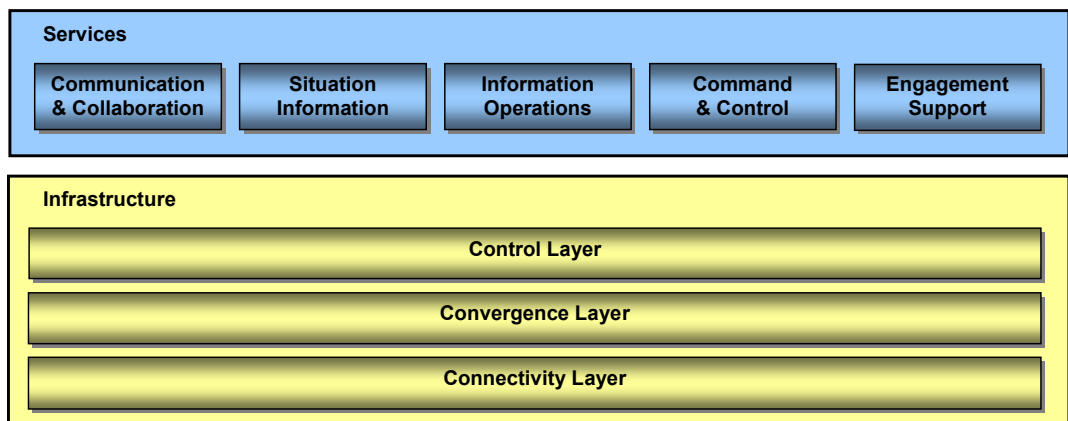 Services
Communication
& Collaboration
Situation
Information
Information
Operations
Command
& Control
Engagement
Support
Infrastructure
Control Layer
Convergence Layer
Connectivity Layer